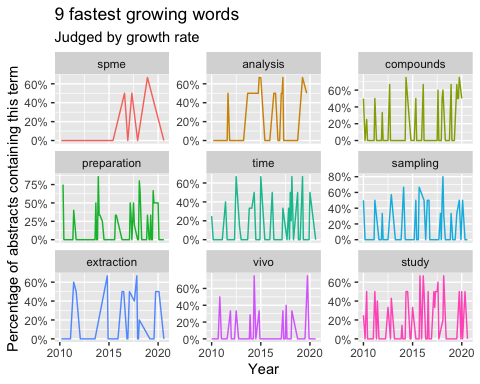 9 fastest growing words
Judged by growth rate
Percentage of abstracts containing this term
spme
analysis
compounds
60%
40%
20%
0%
60%
40%
20%
0%
60%
40%
20%
0%
preparation
time
sampling
75%
50%
25%
0%
60%
40%
20%
0%
80%
60%
40%
20%
0%
extraction
vivo
study
60%
40%
20%
0%
60%
40%
20%
0%
60%
40%
20%
0%
2010 2015 2020
2010 2015 2020
2010 2015 2020
Year